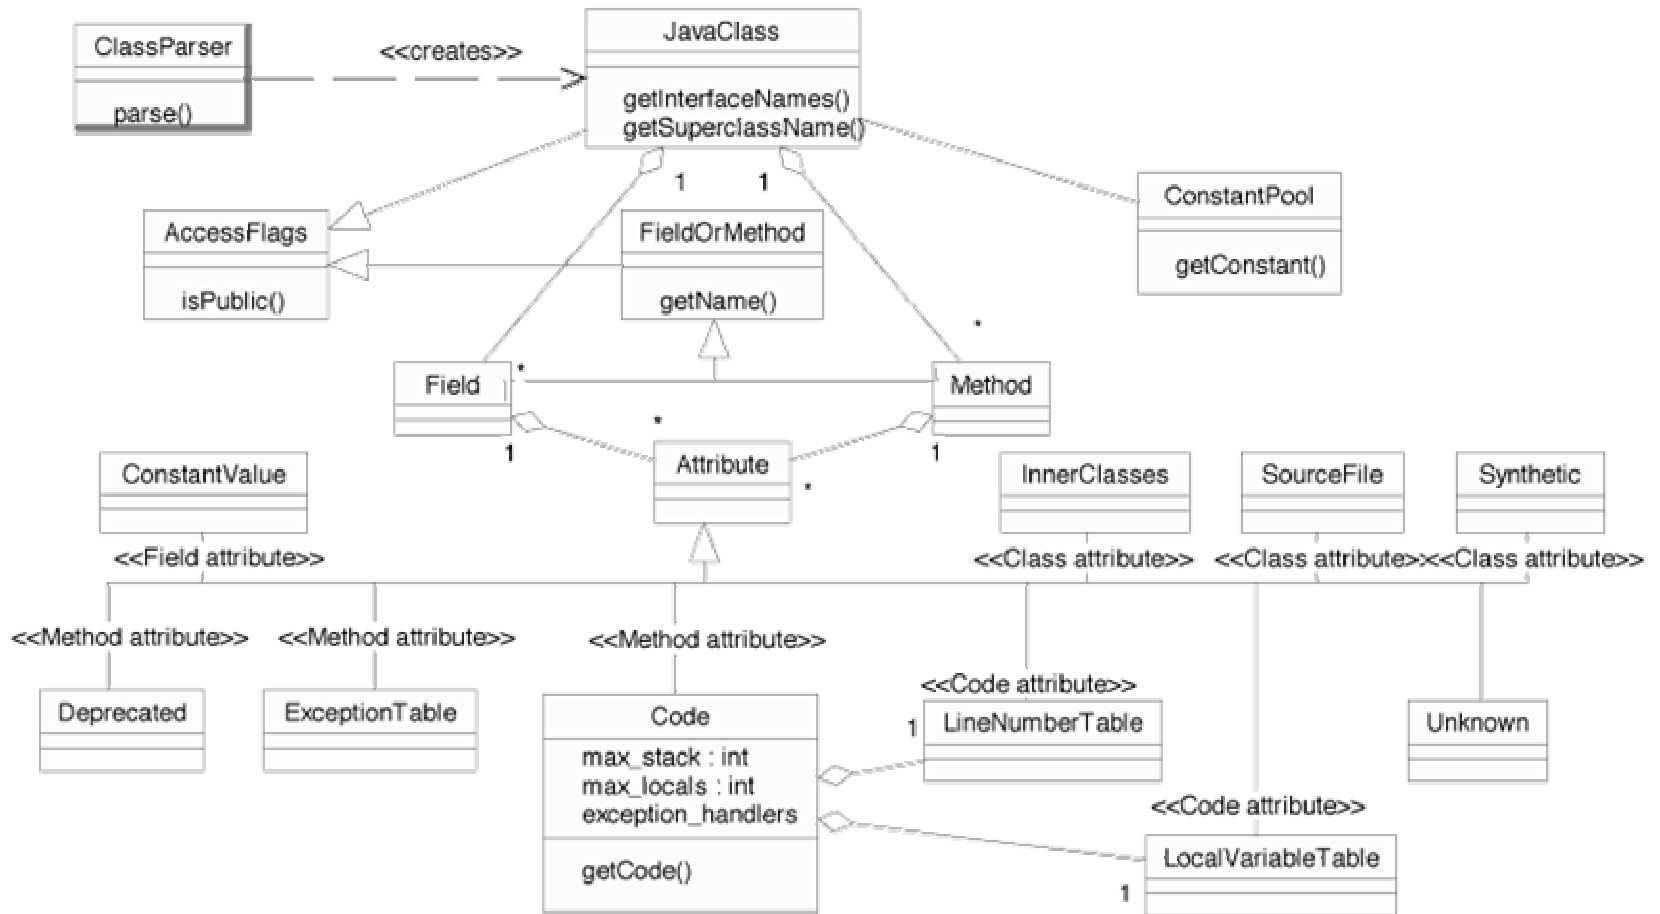 ClassParser
parse()
<<creates>>
JavaClass
getInterfaceNames()
getSuperclassName()
1
1
ConstantPool
getConstant()
AccessFlags
isPublic()
FieldOrMethod
getName()
*
*
Field
Method
1
*
1
Attribute
*
ConstantValue
InnerClasses
SourceFile
Synthetic
<<Field attribute>>
<<Class attribute>>
<<Class attribute>>
<<Class attribute>>
<<Method attribute>>
<<Method attribute>>
<<Method attribute>>
<<Code attribute>>
Deprecated
ExceptionTable
Code
max_stack : int
max_locals : int
exception_handlers
getCode()
1
LineNumberTable
Unknown
<<Code attribute>>
LocalVariableTable
1